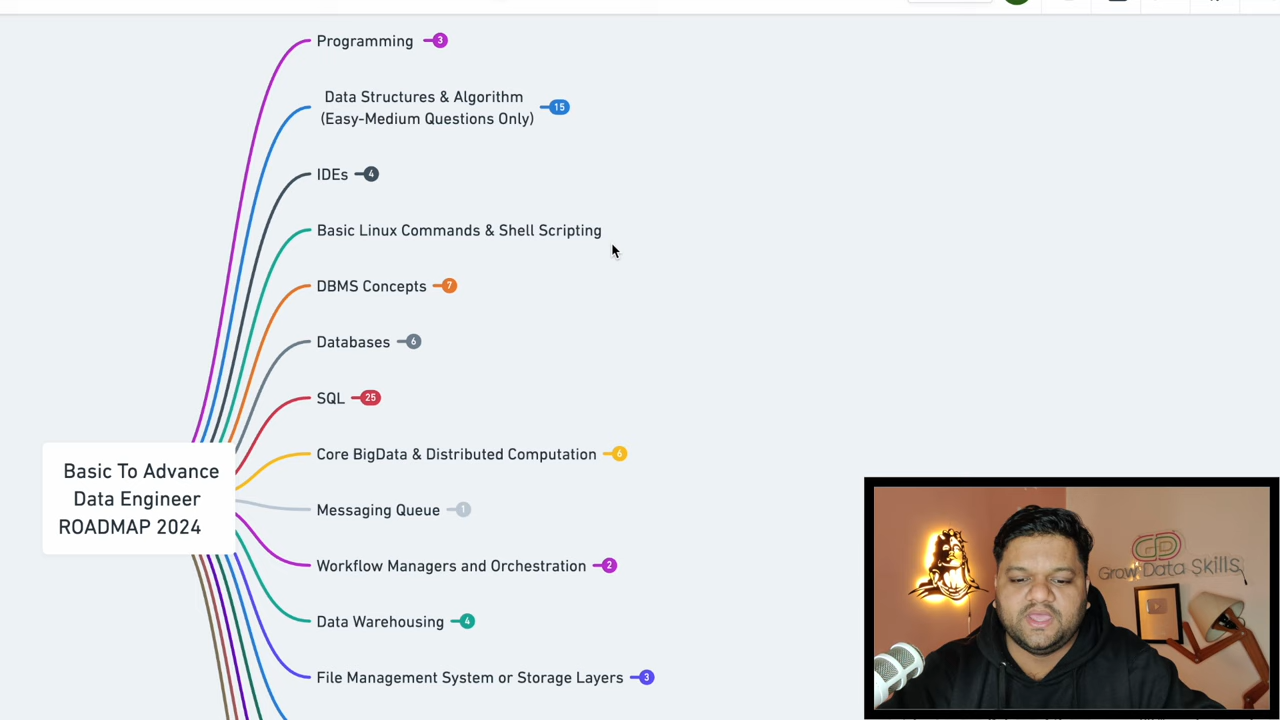 Programming 3
Data Structures & Algorithm
(Easy-Medium Questions Only) 15
IDEs 4
Basic Linux Commands & Shell Scripting
DBMS Concepts 7
Databases 6
SQL 25
Core BigData & Distributed Computation 6
Basic To Advance
Data Engineer
ROADMAP 2024
Messaging Queue 1
Workflow Managers and Orchestration 2
Data Warehousing 4
File Management System or Storage Layers 3
GD
Grow Data Skills